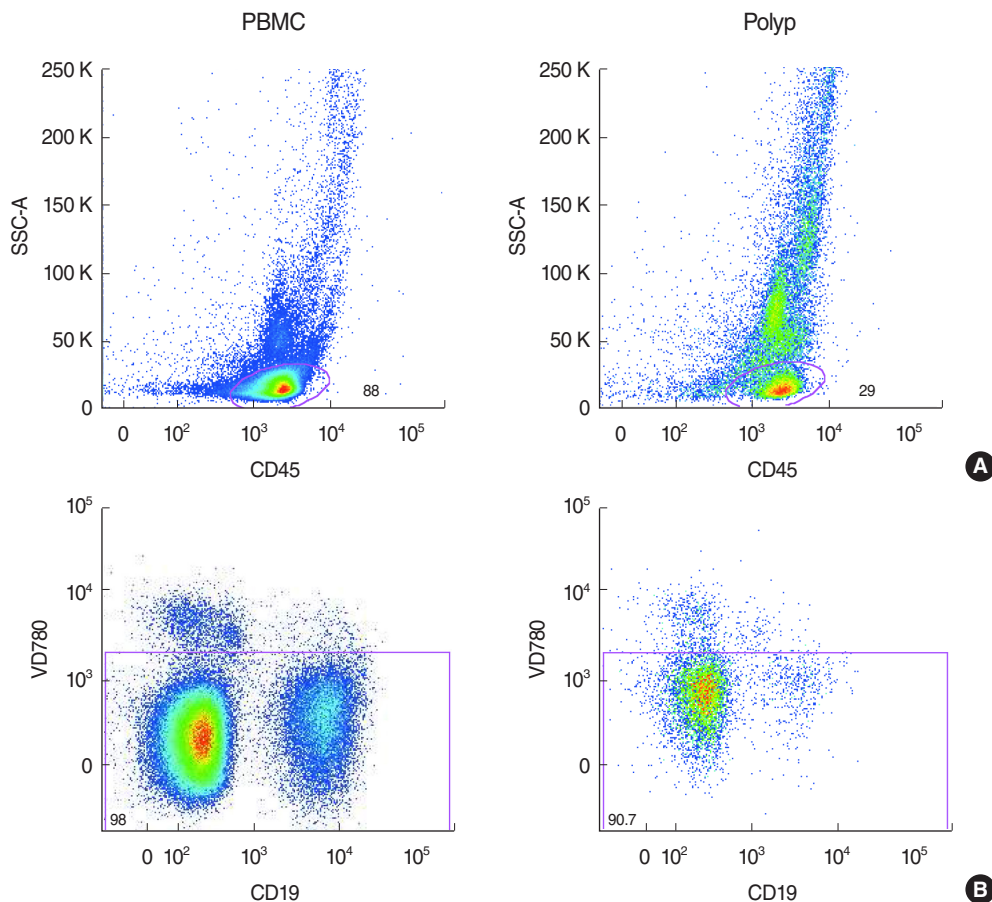 PBMC
Polyp
250 K
200 K
150 K
100 K
50 K
0
SSC-A
88
0 10² 10³ 10⁴ 10⁵
CD45
250 K
200 K
150 K
100 K
50 K
0
SSC-A
29
0 10² 10³ 10⁴ 10⁵
CD45
A
10⁵
10⁴
10³
0
VD780
98
0 10² 10³ 10⁴ 10⁵
CD19
10⁵
10⁴
10³
0
VD780
90.7
0 10² 10³ 10⁴ 10⁵
CD19
B